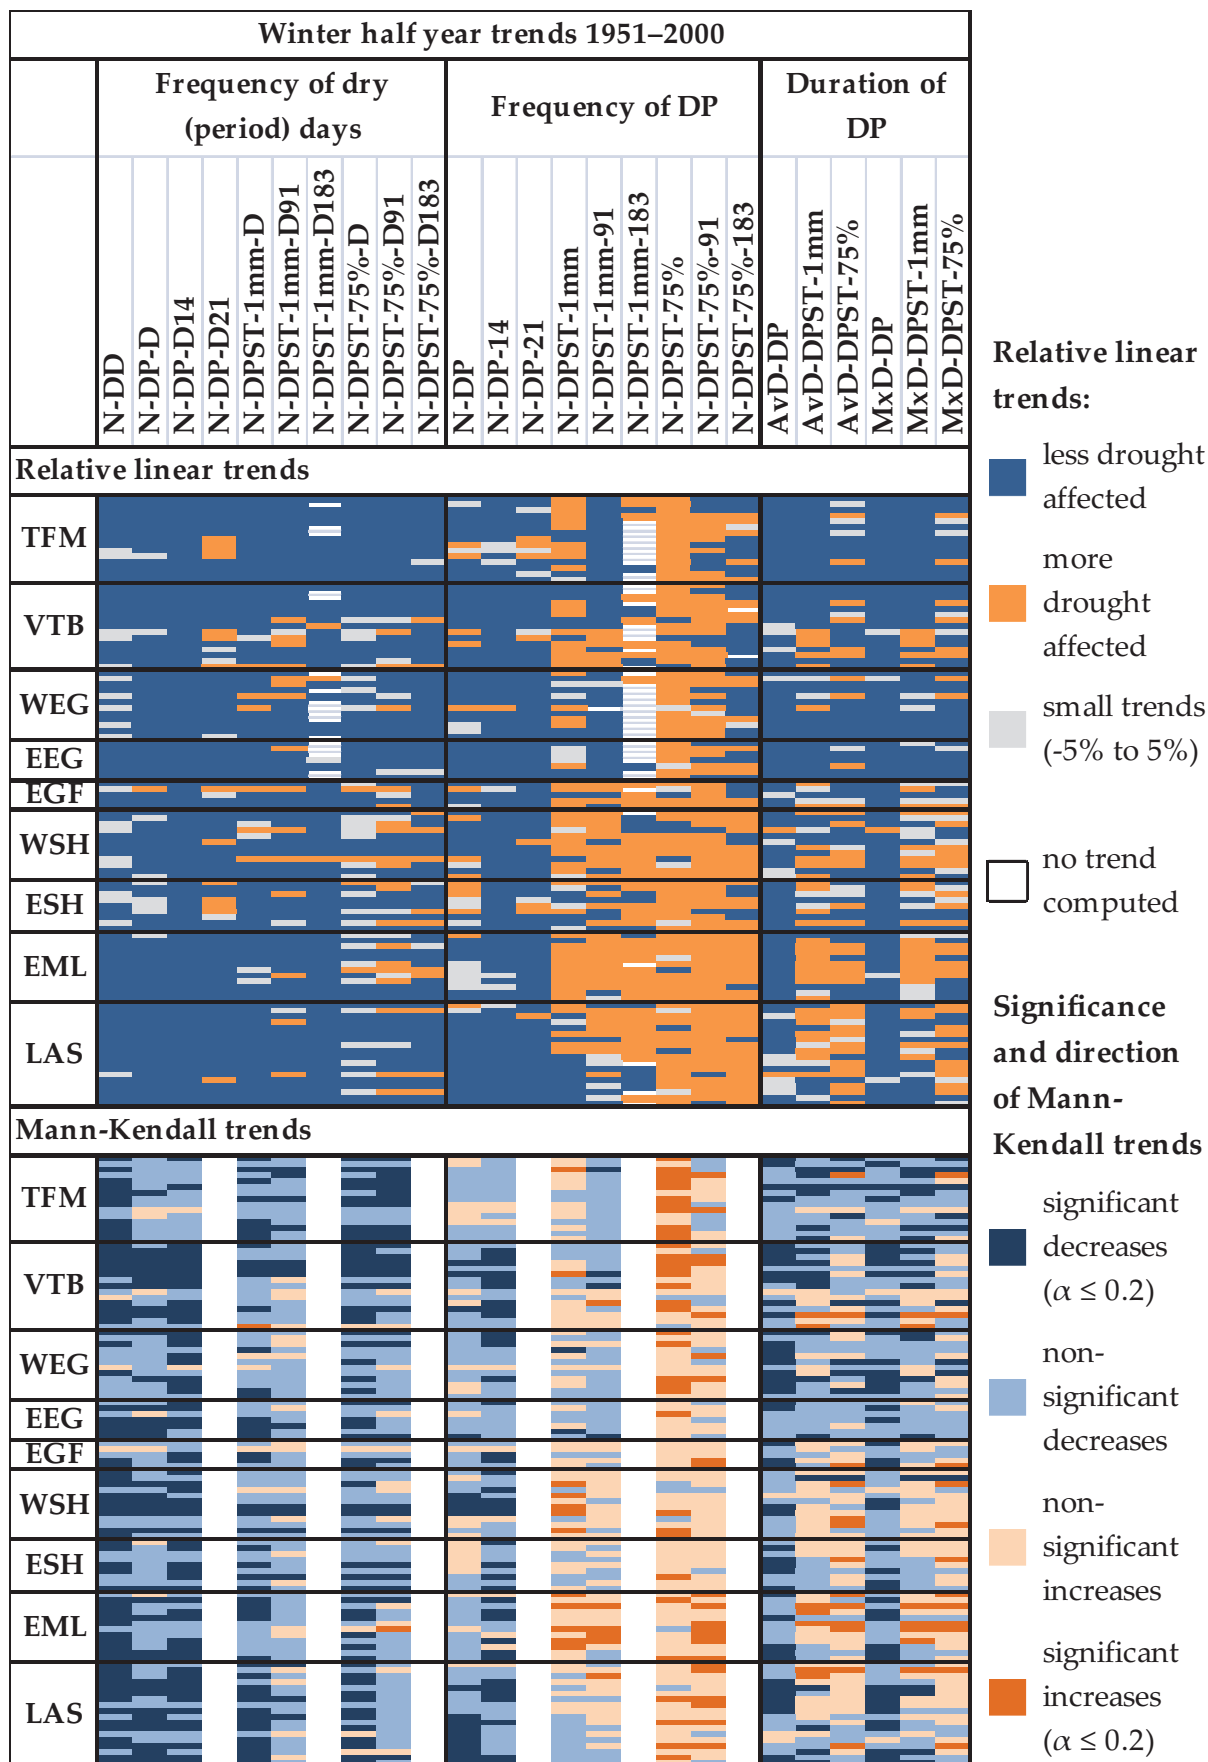 Winter half year trends 1951–2000
Frequency of dry
(period) days
Frequency of DP
Duration of
DP
N-DD
N-DP-D
N-DP-D14
N-DP-D21
N-DPST-1mm-D
N-DPST-1mm-D91
N-DPST-1mm-D183
N-DPST-75%-D
N-DPST-75%-D91
N-DPST-75%-D183
N-DP
N-DP-14
N-DP-21
N-DPST-1mm
N-DPST-1mm-91
N-DPST-1mm-183
N-DPST-75%
N-DPST-75%-91
N-DPST-75%-183
AvD-DP
AvD-DPST-1mm
AvD-DPST-75%
MxD-DP
MxD-DPST-1mm
MxD-DPST-75%
Relative linear trends
TFM
VTB
WEG
EEG
EGF
WSH
ESH
EML
LAS
Mann-Kendall trends
TFM
VTB
WEG
EEG
EGF
WSH
ESH
EML
LAS
Relative linear
trends:
less drought
affected
more
drought
affected
small trends
(-5% to 5%)
no trend
computed
Significance
and direction
of Mann-
Kendall trends
significant
decreases
(α ≤ 0.2)
non-
significant
decreases
non-
significant
increases
significant
increases
(α ≤ 0.2)